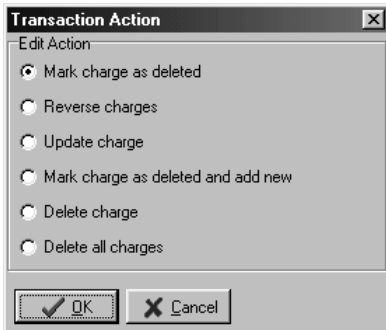 Transaction Action
Edit Action
Mark charge as deleted
Reverse charges
Update charge
Mark charge as deleted and add new
Delete charge
Delete all charges
OK Cancel